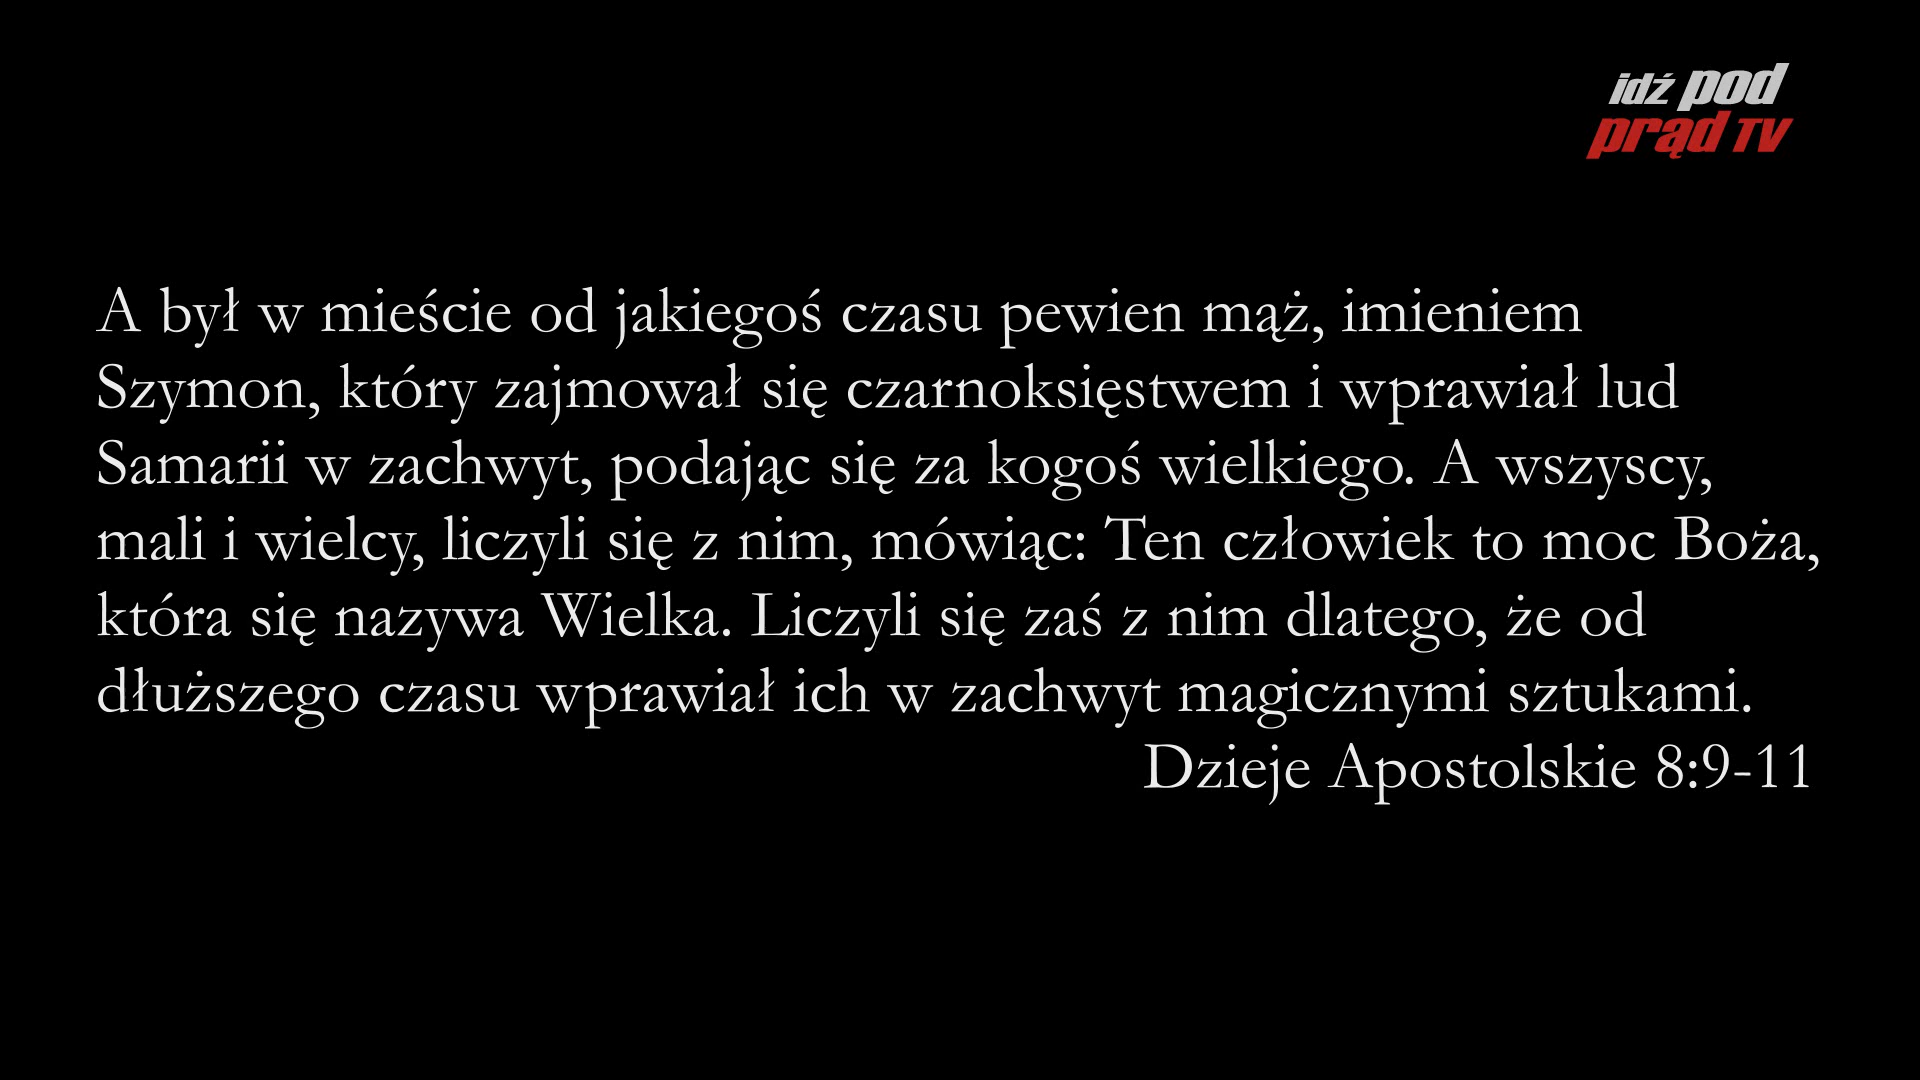 idź pod
prąd TV
A był w mieście od jakiegoś czasu pewien mąż, imieniem
Szymon, który zajmował się czarnoksięstwem i wprawiał lud
Samarii w zachwyt, podając się za kogoś wielkiego. A wszyscy,
mali i wielcy, liczyli się z nim, mówiąc: Ten człowiek to moc Boża,
która się nazywa Wielka. Liczyli się zaś z nim dlatego, że od
dłuższego czasu wprawiał ich w zachwyt magicznymi sztukami.
Dzieje Apostolskie 8:9-11